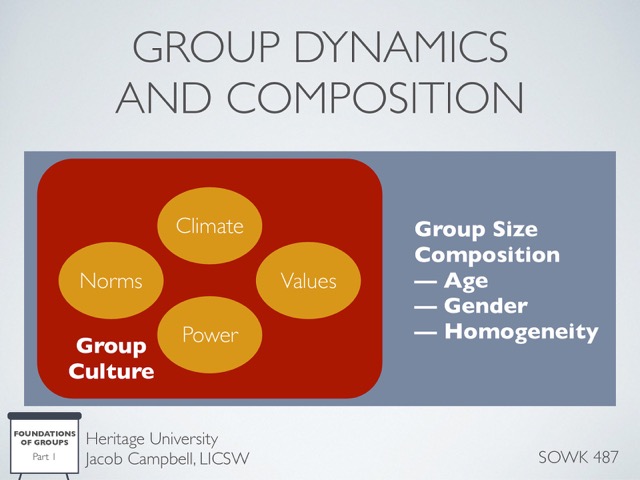 GROUP DYNAMICS
AND COMPOSITION
Climate
Norms
Values
Power
Group
Culture
Group Size
Composition
— Age
— Gender
— Homogeneity
FOUNDATIONS
OF GROUPS
Part 1
Heritage University
Jacob Campbell, LICSW
SOWK 487